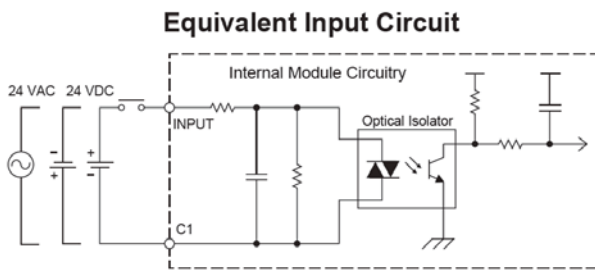 Equivalent Input Circuit
Internal Module Circuitry
24 VAC 24 VDC
INPUT
Optical Isolator
- + + -
C1